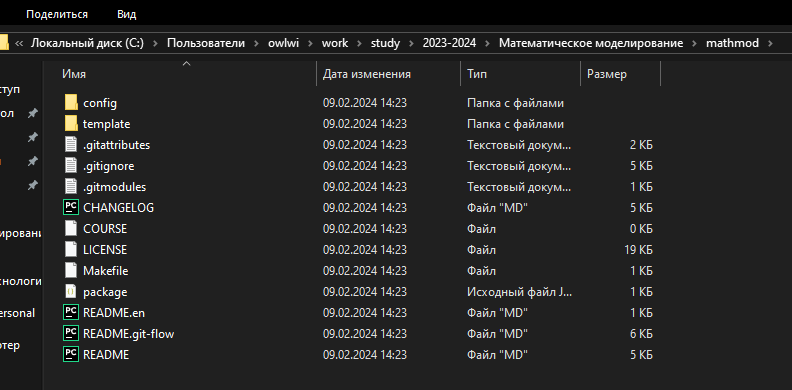 Поделиться Вид
Локальный диск (C:) Пользователи owlwi work study 2023-2024 Математическое моделирование mathmod
Имя Дата изменения Тип Размер
config 09.02.2024 14:23 Папка с файлами
template 09.02.2024 14:23 Папка с файлами
.gitattributes 09.02.2024 14:23 Текстовый докум... 2 КБ
.gitignore 09.02.2024 14:23 Текстовый докум... 5 КБ
.gitmodules 09.02.2024 14:23 Текстовый докум... 1 КБ
PC CHANGELOG 09.02.2024 14:23 Файл "MD" 5 КБ
COURSE 09.02.2024 14:23 Файл 0 КБ
LICENSE 09.02.2024 14:23 Файл 19 КБ
Makefile 09.02.2024 14:23 Файл 1 КБ
package 09.02.2024 14:23 Исходный файл J... 1 КБ
PC README.en 09.02.2024 14:23 Файл "MD" 1 КБ
PC README.git-flow 09.02.2024 14:23 Файл "MD" 6 КБ
PC README 09.02.2024 14:23 Файл "MD" 5 КБ
ступ
ол
ировани
снологи
ersonal
отер